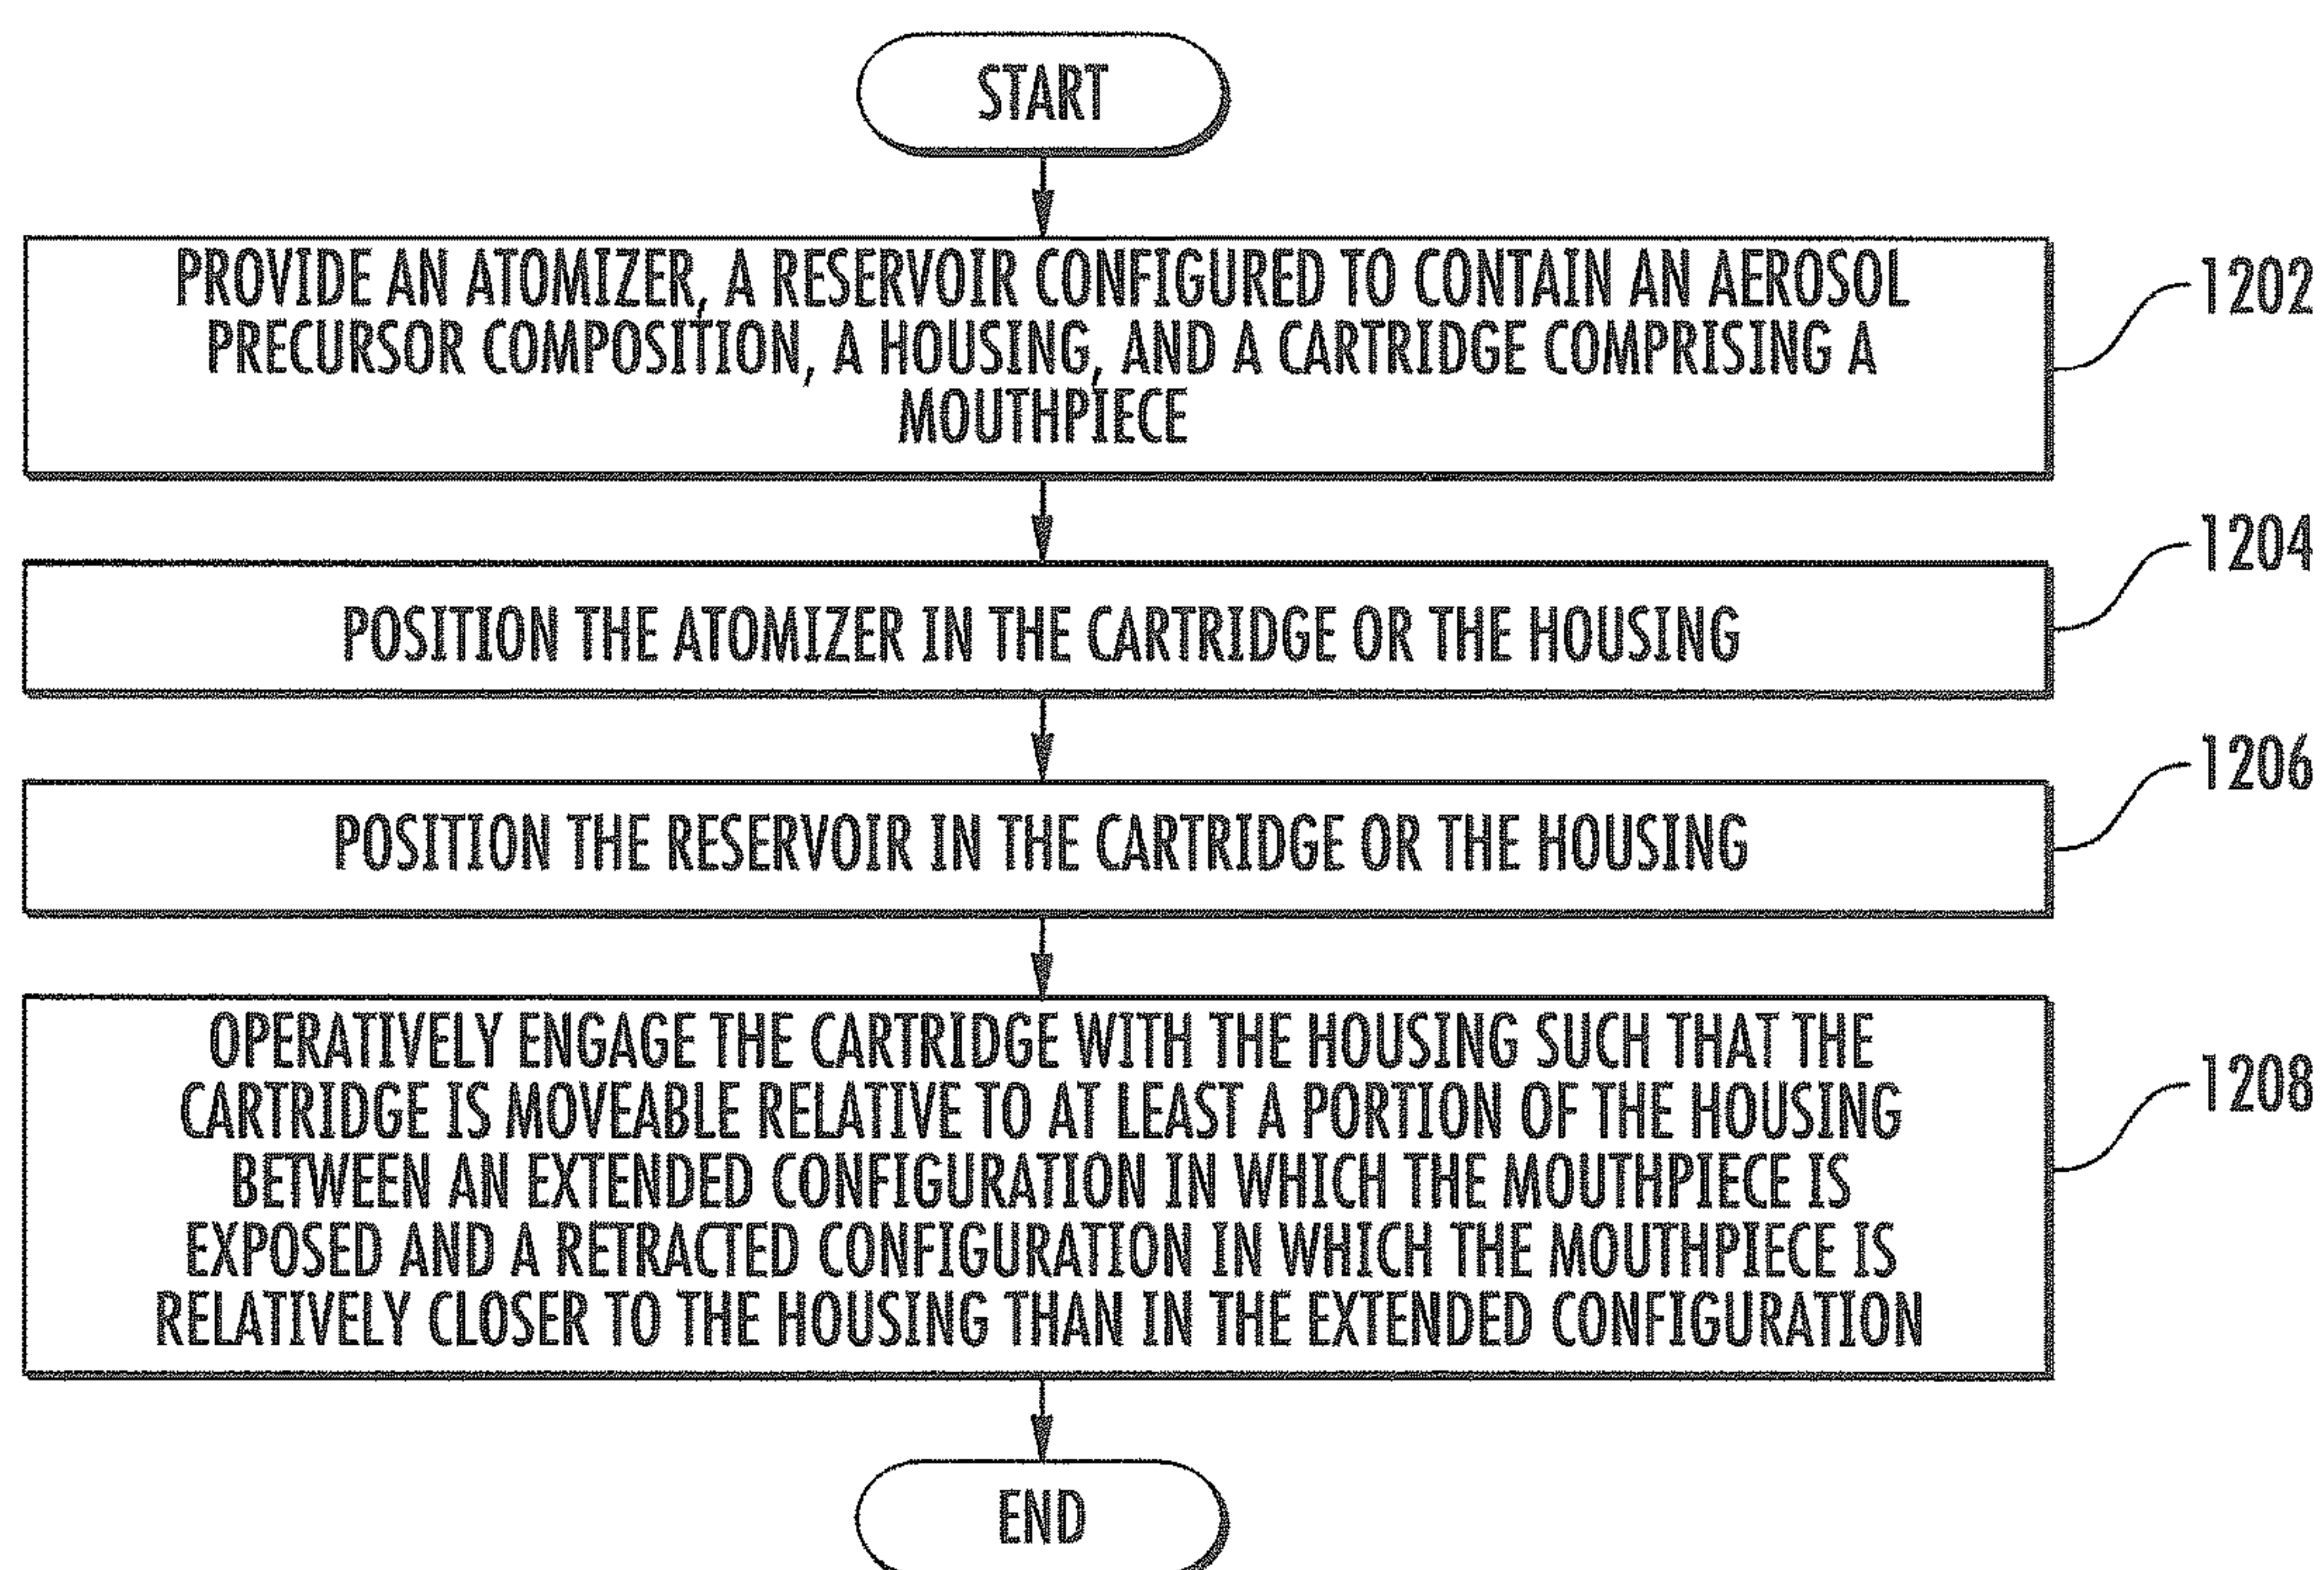 START
PROVIDE AN ATOMIZER, A RESERVOIR CONFIGURED TO CONTAIN AN AEROSOL
PRECURSOR COMPOSITION, A HOUSING, AND A CARTRIDGE COMPRISING A
MOUTHPIECE
1202
POSITION THE ATOMIZER IN THE CARTRIDGE OR THE HOUSING
1204
POSITION THE RESERVOIR IN THE CARTRIDGE OR THE HOUSING
1206
OPERATIVELY ENGAGE THE CARTRIDGE WITH THE HOUSING SUCH THAT THE
CARTRIDGE IS MOVEABLE RELATIVE TO AT LEAST A PORTION OF THE HOUSING
BETWEEN AN EXTENDED CONFIGURATION IN WHICH THE MOUTHPIECE IS
EXPOSED AND A RETRACTED CONFIGURATION IN WHICH THE MOUTHPIECE IS
RELATIVELY CLOSER TO THE HOUSING THAN IN THE EXTENDED CONFIGURATION
1208
END